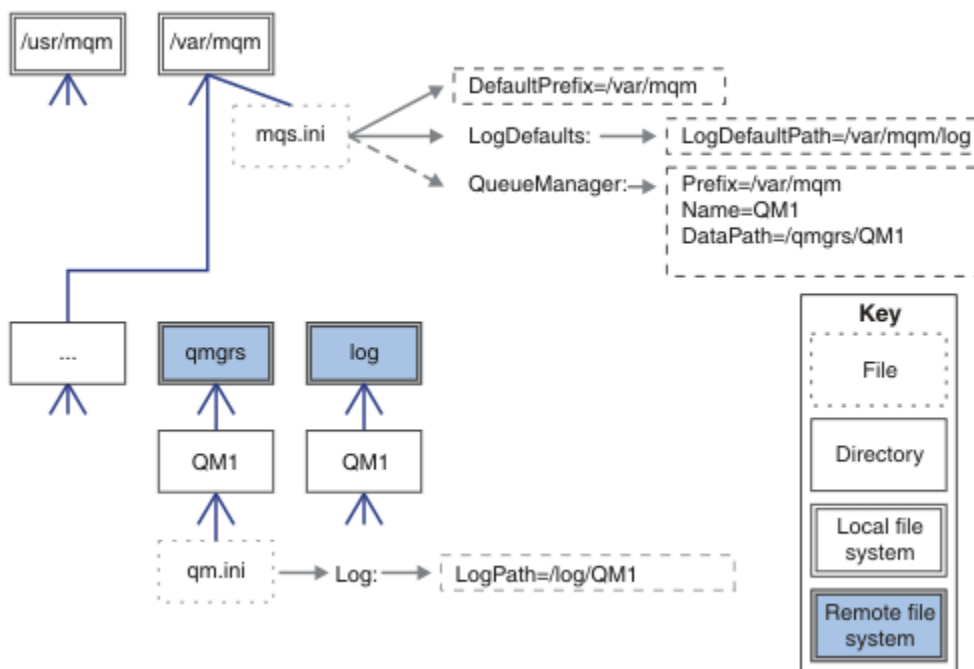 /usr/mqm
/var/mqm
mqs.ini
DefaultPrefix=/var/mqm
LogDefaults:
LogDefaultPath=/var/mqm/log
QueueManager:
Prefix=/var/mqm
Name=QM1
DataPath=/qmgrs/QM1
...
qmgrs
log
QM1
QM1
qm.ini
Log:
LogPath=/log/QM1
Key
File
Directory
Local file
system
Remote file
system